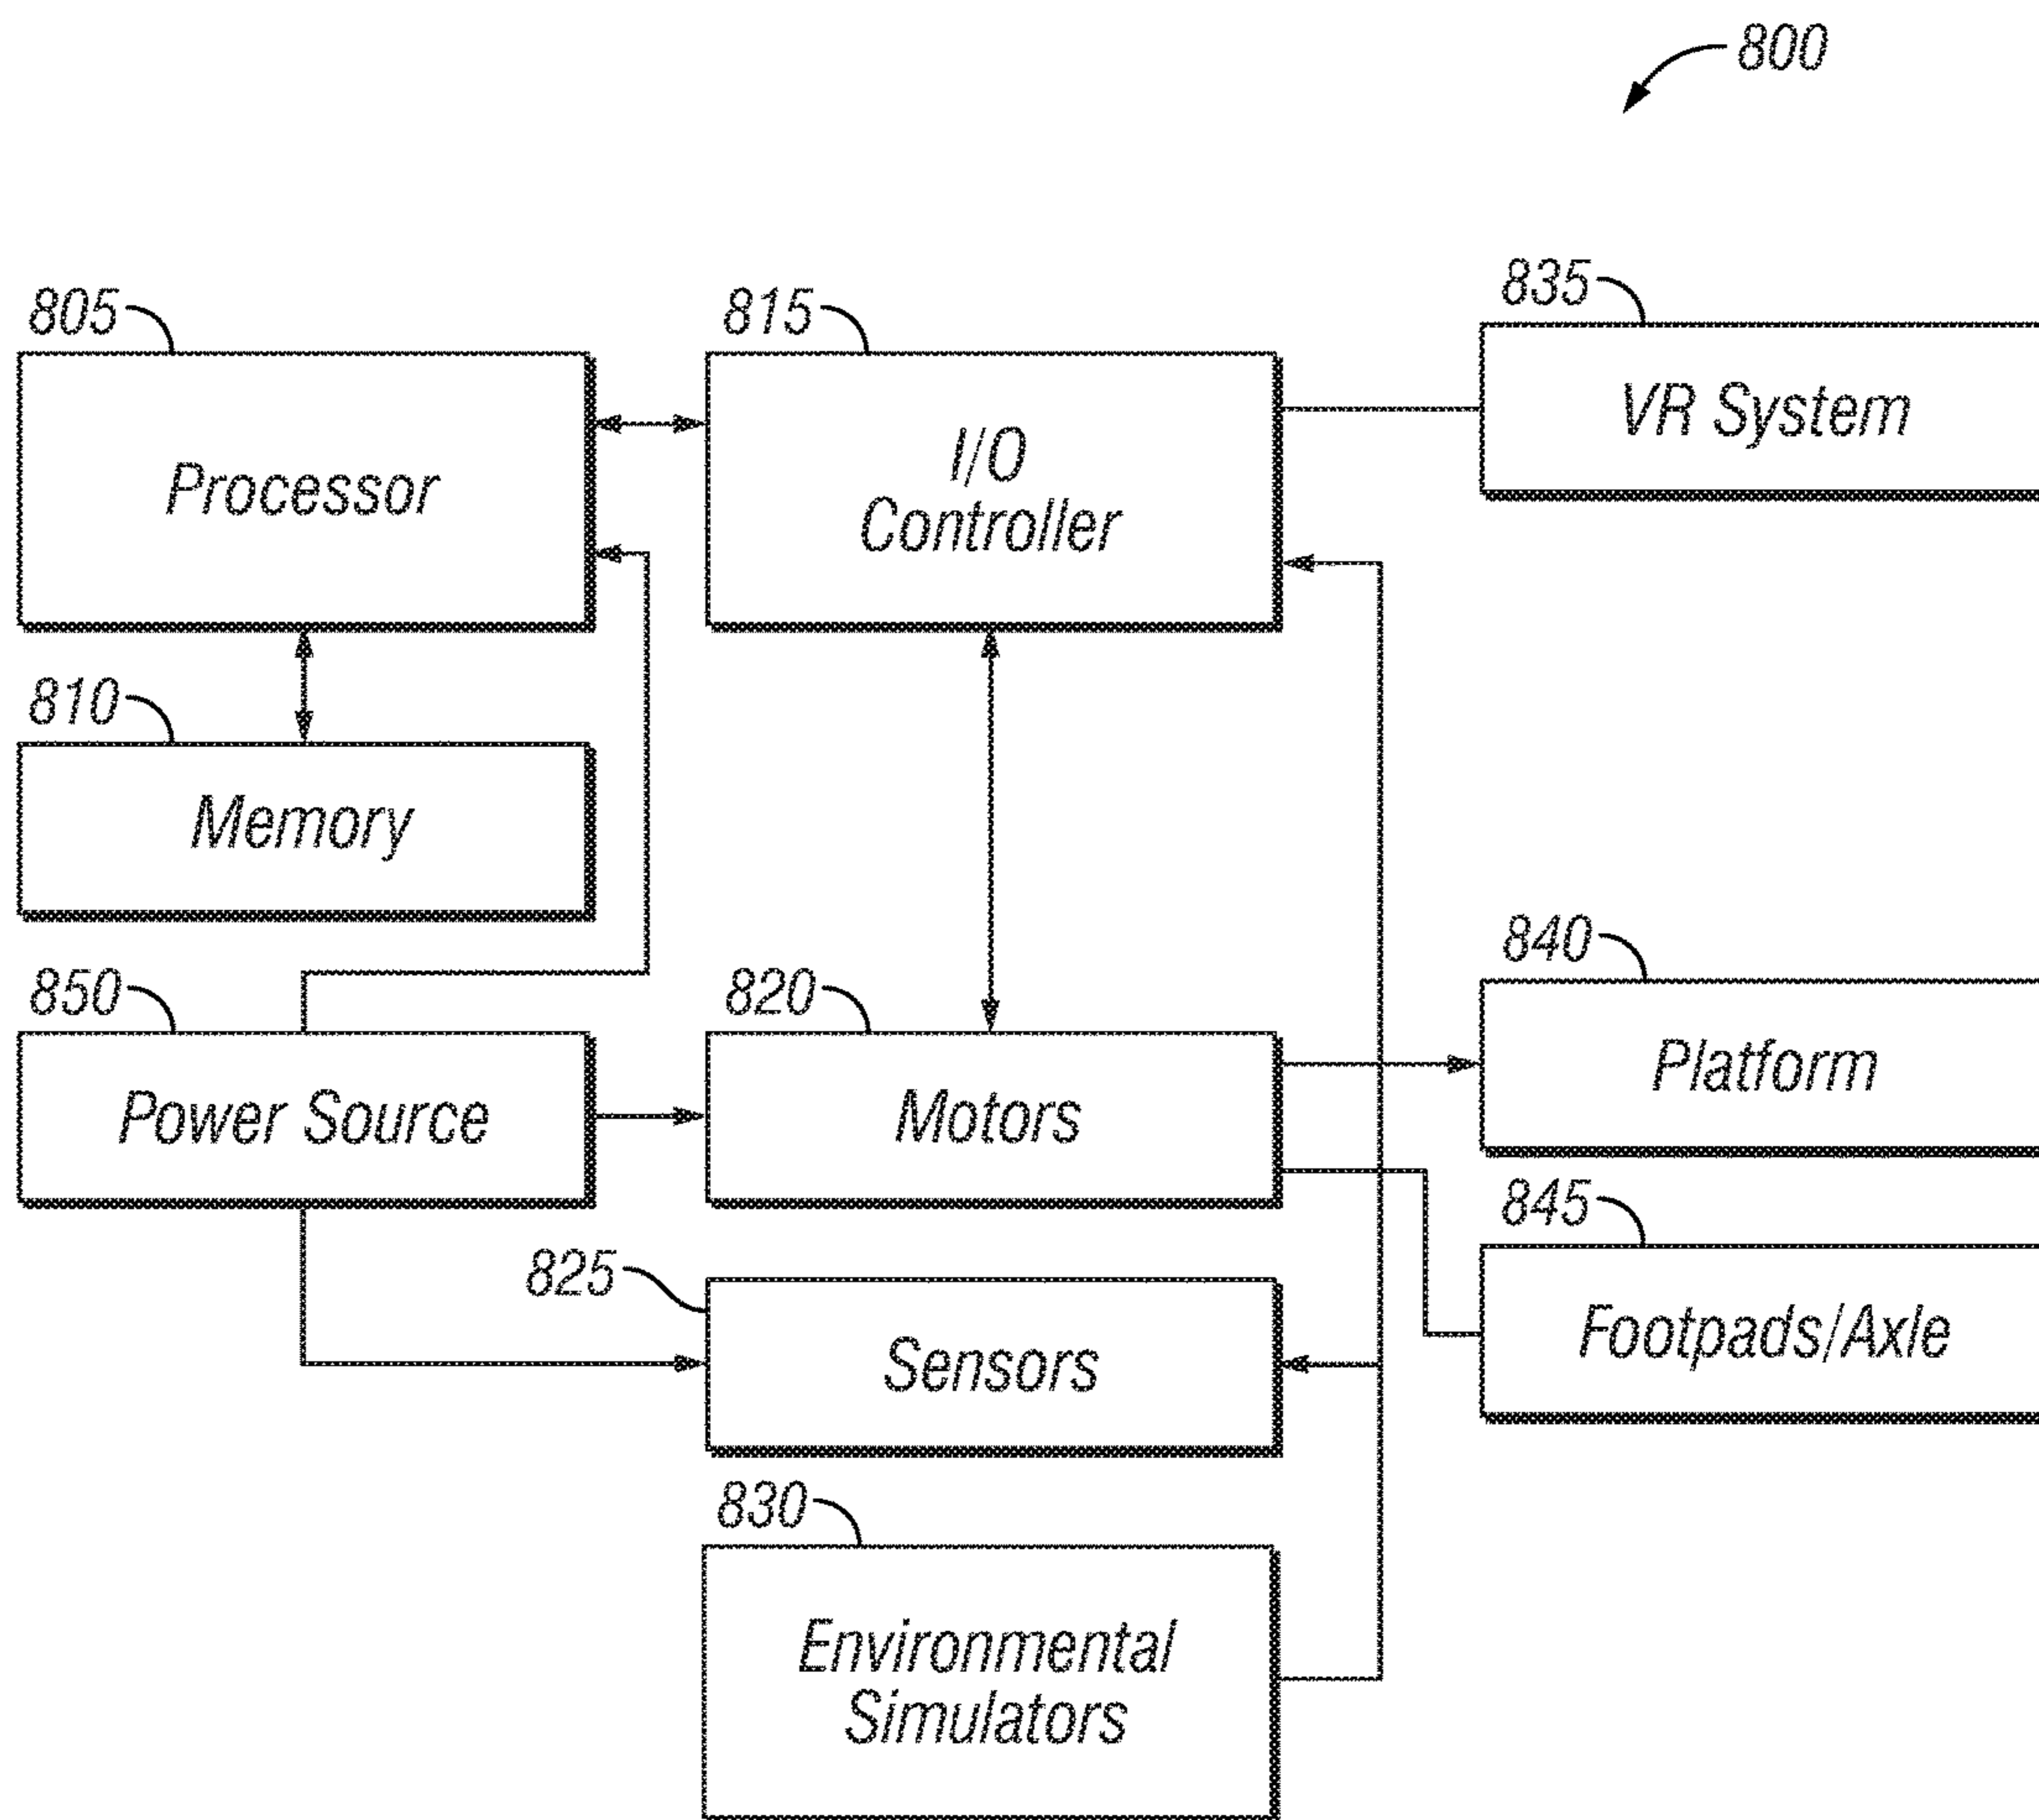 800
805
Processor
815
I/O
Controller
835
VR System
810
Memory
850
Power Source
820
Motors
840
Platform
845
Footpads/Axle
825
Sensors
830
Environmental
Simulators